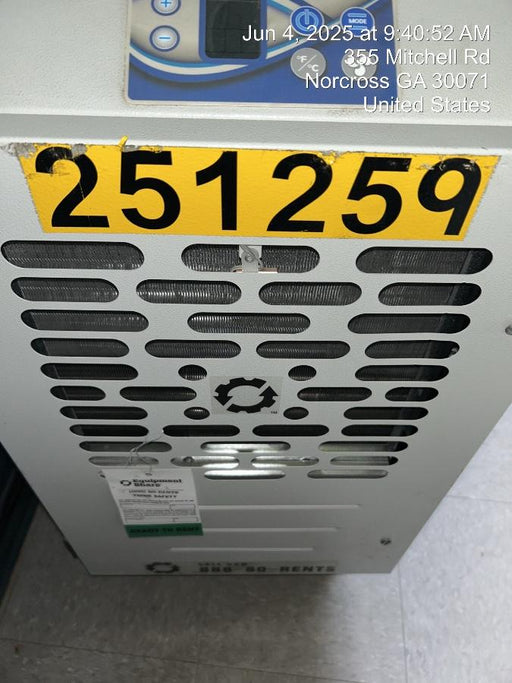 Jun 4, 2025 at 9:40:52 AM
355 Mitchell Rd
Norcross GA 30071
United States
MODE
°F/°C
251259
TM
Equipment
Share
READY TO RENT
888-80-RENTS